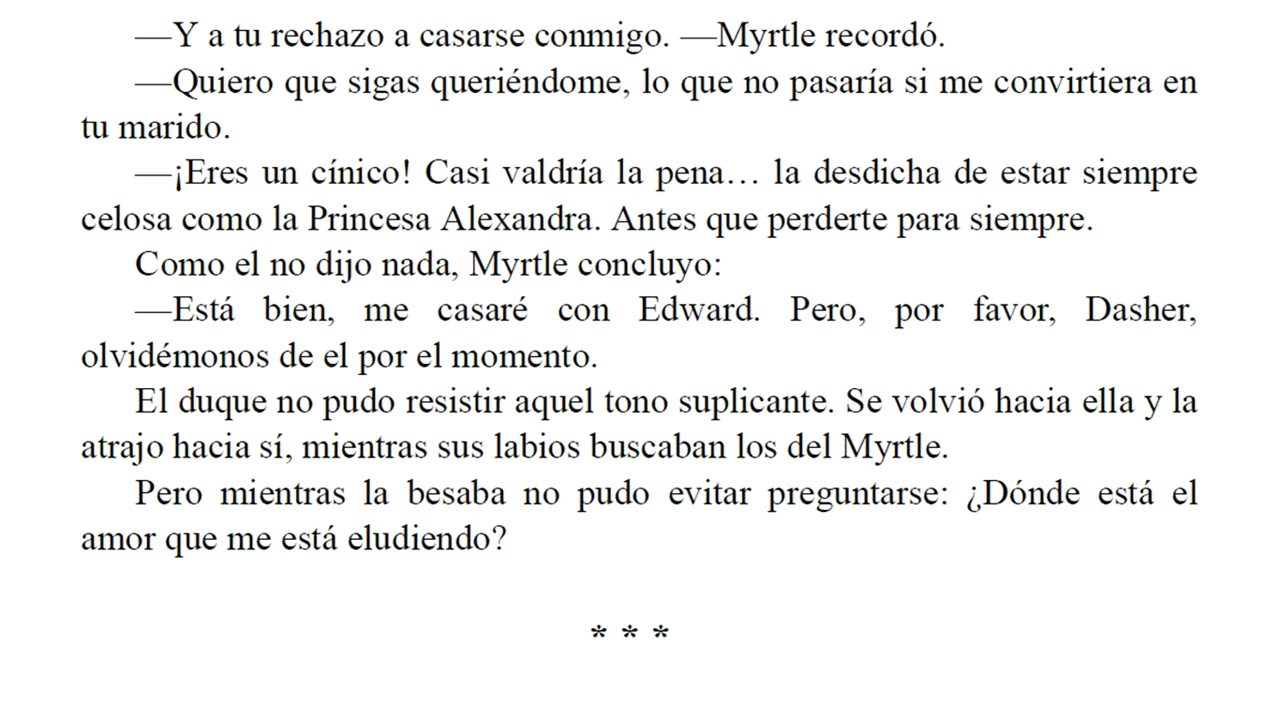 —Y a tu rechazo a casarse conmigo. —Myrtle recordó.
—Quiero que sigas queriéndome, lo que no pasaría si me convirtiera en
tu marido.
—¡Eres un cínico! Casi valdría la pena… la desdicha de estar siempre
celosa como la Princesa Alexandra. Antes que perderte para siempre.
Como el no dijo nada, Myrtle concluyo:
—Está bien, me casaré con Edward. Pero, por favor, Dasher,
olvidémonos de el por el momento.
El duque no pudo resistir aquel tono suplicante. Se volvió hacia ella y la
atrajo hacia sí, mientras sus labios buscaban los del Myrtle.
Pero mientras la besaba no pudo evitar preguntarse: ¿Dónde está el
amor que me está eludiendo?
* * *